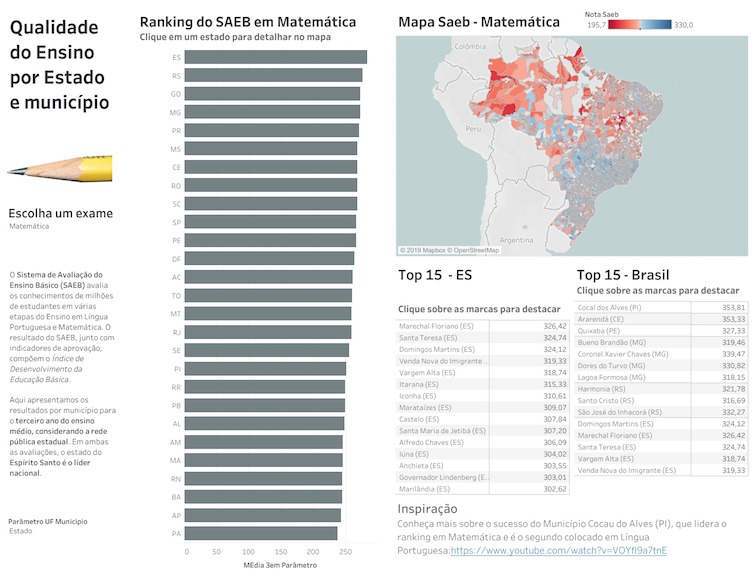 Qualidade
do Ensino
por Estado
e município
Escolha um exame
Matemática
O Sistema de Avaliação do
Ensino Básico (SAEB) avalia
os conhecimentos de milhões
de estudantes em várias
etapas do Ensino em Língua
Portuguesa e Matemática. O
resultado do SAEB, junto com
indicadores de aprovação,
compõem o Índice de
Desenvolvimento da
Educação Básica.
Aqui apresentamos os
resultados por município para
o terceiro ano do ensino
médio, considerando a rede
pública estadual. Em ambas
as avaliações, o estado do
Espírito Santo é o líder
nacional.
Parâmetro UF Municipio
Estado
Ranking do SAEB em Matemática
Clique em um estado para detalhar no mapa
ES
RS
GO
MG
PR
MS
CE
RO
SC
SP
PE
DF
AC
TO
MT
RJ
SE
PI
RR
PB
AL
AM
MA
RN
BA
AP
PA
0 50 100 150 200 250
MEdia 3em Parâmetro
Mapa Saeb - Matemática
Nota Saeb
195,7 330,0
Colômbia
Peru
Argentina
© 2019 Mapbox © OpenStreetMap
Top 15 - ES
Clique sobre as marcas para destacar
Marechal Floriano (ES) 326,42
Santa Teresa (ES) 324,74
Domingos Martins (ES) 324,12
Venda Nova do Imigrante .. 319,33
Vargem Alta (ES) 318,74
Itarana (ES) 315,33
Iconha (ES) 310,61
Marataízes (ES) 309,07
Castelo (ES) 307,84
Santa Maria de Jetibá (ES) 307,20
Alfredo Chaves (ES) 306,09
Iúna (ES) 304,02
Anchieta (ES) 303,55
Governador Lindenberg (E.. 303,01
Marilândia (ES) 302,62
Top 15 - Brasil
Clique sobre as marcas para destacar
Cocal dos Alves (PI) 353,81
Ararendá (CE) 353,33
Quixaba (PE) 327,33
Bueno Brandão (MG) 319,46
Coronel Xavier Chaves (MG) 339,47
Dores do Turvo (MG) 330,82
Lagoa Formosa (MG) 318,15
Harmonia (RS) 321,78
Santo Cristo (RS) 316,69
São José do Inhacorá (RS) 332,27
Domingos Martins (ES) 324,12
Marechal Floriano (ES) 326,42
Santa Teresa (ES) 324,74
Vargem Alta (ES) 318,74
Venda Nova do Imigrante (ES) 319,33
Inspiração
Conheça mais sobre o sucesso do Município Cocau do Alves (PI), que lidera o
ranking em Matemática e é o segundo colocado em Língua
Portuguesa:https://www.youtube.com/watch?v=VOYfI9a7tnE